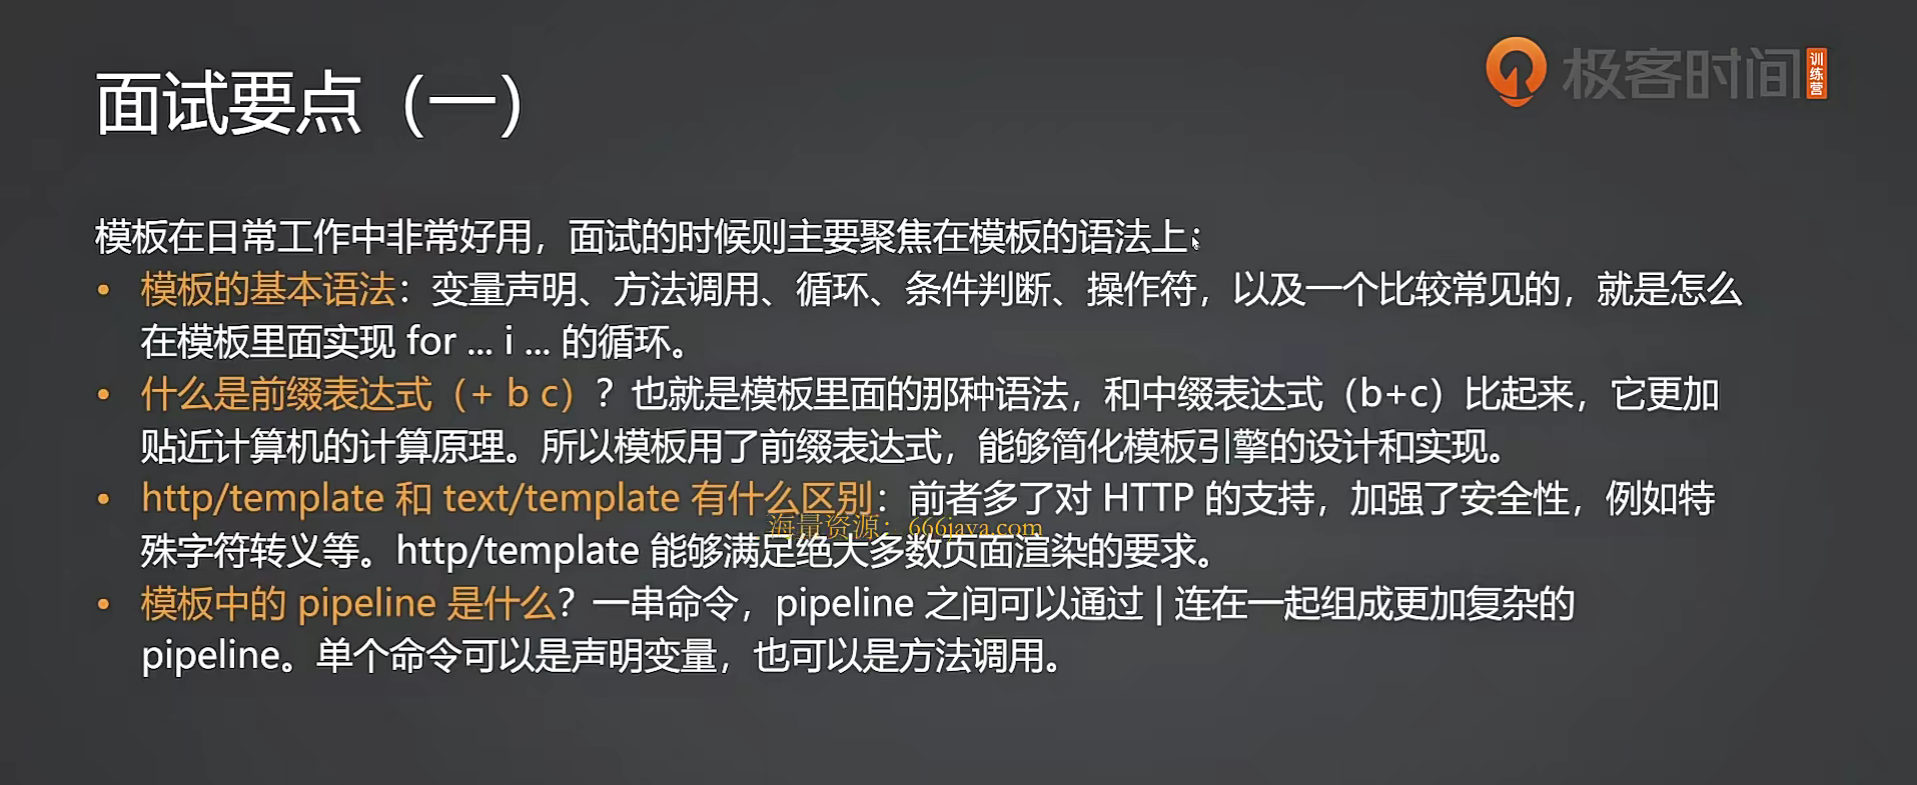 极客时间
训练营
面试要点（一）
模板在日常工作中非常好用，面试的时候则主要聚焦在模板的语法上：
• 模板的基本语法：变量声明、方法调用、循环、条件判断、操作符，以及一个比较常见的，就是怎么
在模板里面实现 for ... i ... 的循环。
• 什么是前缀表达式（+ b c）？也就是模板里面的那种语法，和中缀表达式（b+c）比起来，它更加
贴近计算机的计算原理。所以模板用了前缀表达式，能够简化模板引擎的设计和实现。
• http/template 和 text/template 有什么区别：前者多了对 HTTP 的支持，加强了安全性，例如特
海量资源：666java.com
殊字符转义等。http/template 能够满足绝大多数页面渲染的要求。
• 模板中的 pipeline 是什么？一串命令，pipeline 之间可以通过 | 连在一起组成更加复杂的
pipeline。单个命令可以是声明变量，也可以是方法调用。